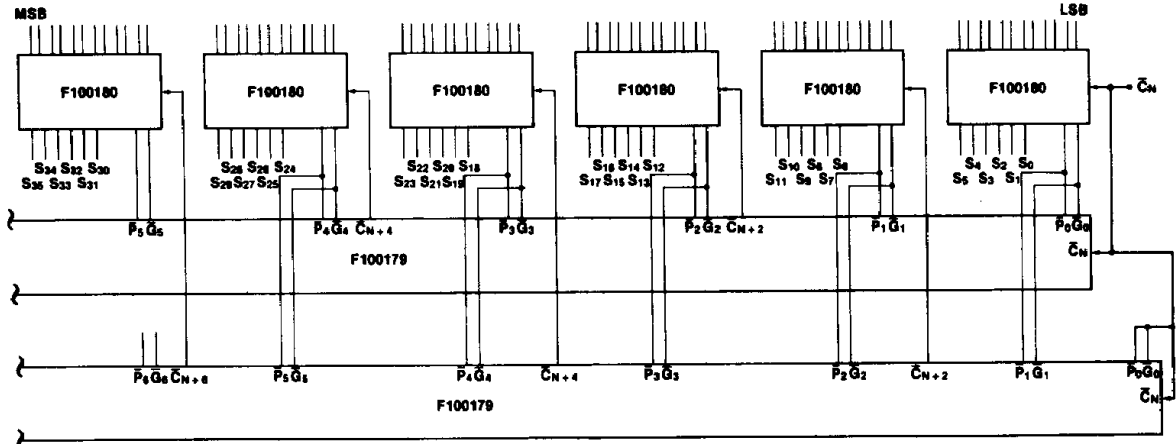 MSB LSB
F100180 F100180 F100180 F100180 F100180 F100180 C̄N
S34 S32 S30 S28 S26 S24 S22 S20 S18 S16 S14 S12 S10 S8 S6 S4 S2 S0
S35 S33 S31 S29 S27 S25 S23 S21 S19 S17 S15 S13 S11 S9 S7 S5 S3 S1
P̄5 Ḡ5 P̄4 Ḡ4 C̄N+4 P̄3 Ḡ3 P̄2 Ḡ2 C̄N+2 P̄1 Ḡ1 P̄0 Ḡ0
C̄N
F100179
P̄6 Ḡ6 C̄N+6 P̄5 Ḡ5 P̄4 Ḡ4 C̄N+4 P̄3 Ḡ3 P̄2 Ḡ2 C̄N+2 P̄1 Ḡ1 P̄0 Ḡ0
C̄N
F100179